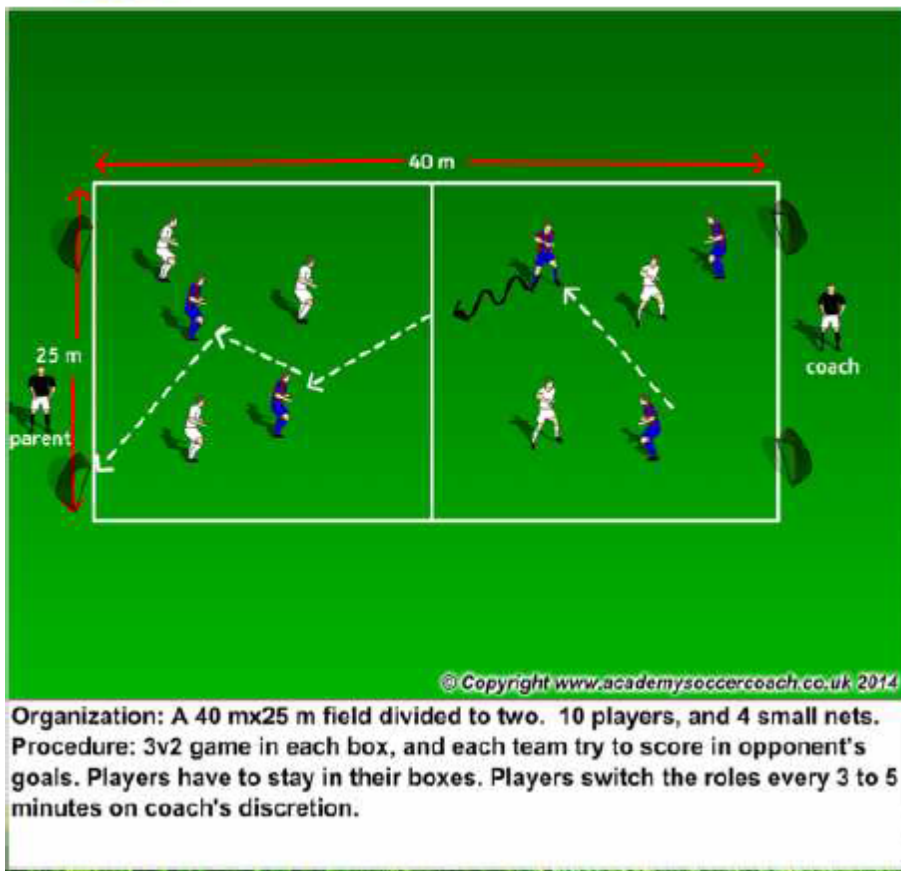 40 m
25 m
coach
parent
© Copyright www.academysoccercoach.co.uk 2014
Organization: A 40 mx25 m field divided to two. 10 players, and 4 small nets.
Procedure: 3v2 game in each box, and each team try to score in opponent's
goals. Players have to stay in their boxes. Players switch the roles every 3 to 5
minutes on coach's discretion.